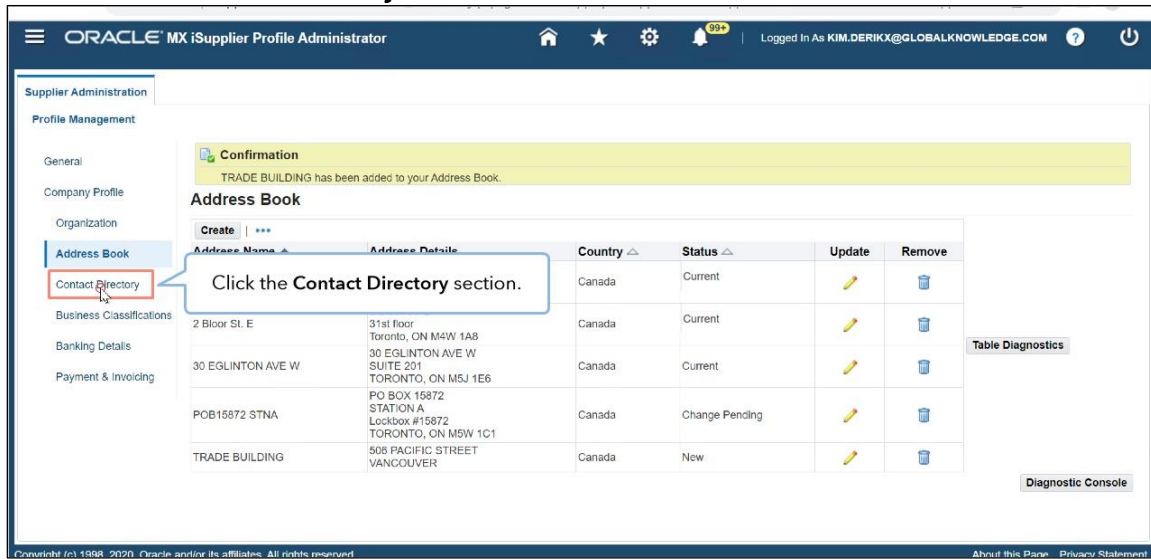 ORACLE MX iSupplier Profile Administrator 99+ Logged In As KIM.DERIKX@GLOBALKNOWLEDGE.COM ?
Supplier Administration
Profile Management
General
Company Profile
Organization
Address Book
Contact Directory
Business Classifications
Banking Details
Payment & Invoicing
Confirmation
TRADE BUILDING has been added to your Address Book.
Address Book
Create | •••
Address Name Address Details Country Status Update Remove
Click the Contact Directory section.
Canada Current
2 Bloor St. E 31st floor Canada Current
Toronto, ON M4W 1A8
30 EGLINTON AVE W
30 EGLINTON AVE W SUITE 201 Canada Current
TORONTO, ON M5J 1E6
PO BOX 15872
STATION A
POB15872 STNA Canada Change Pending
Lockbox #15872
TORONTO, ON M5W 1C1
TRADE BUILDING 506 PACIFIC STREET Canada New
VANCOUVER
Table Diagnostics
Diagnostic Console
Copyright (c) 1998, 2020, Oracle and/or its affiliates. All rights reserved. About this Page Privacy Statement